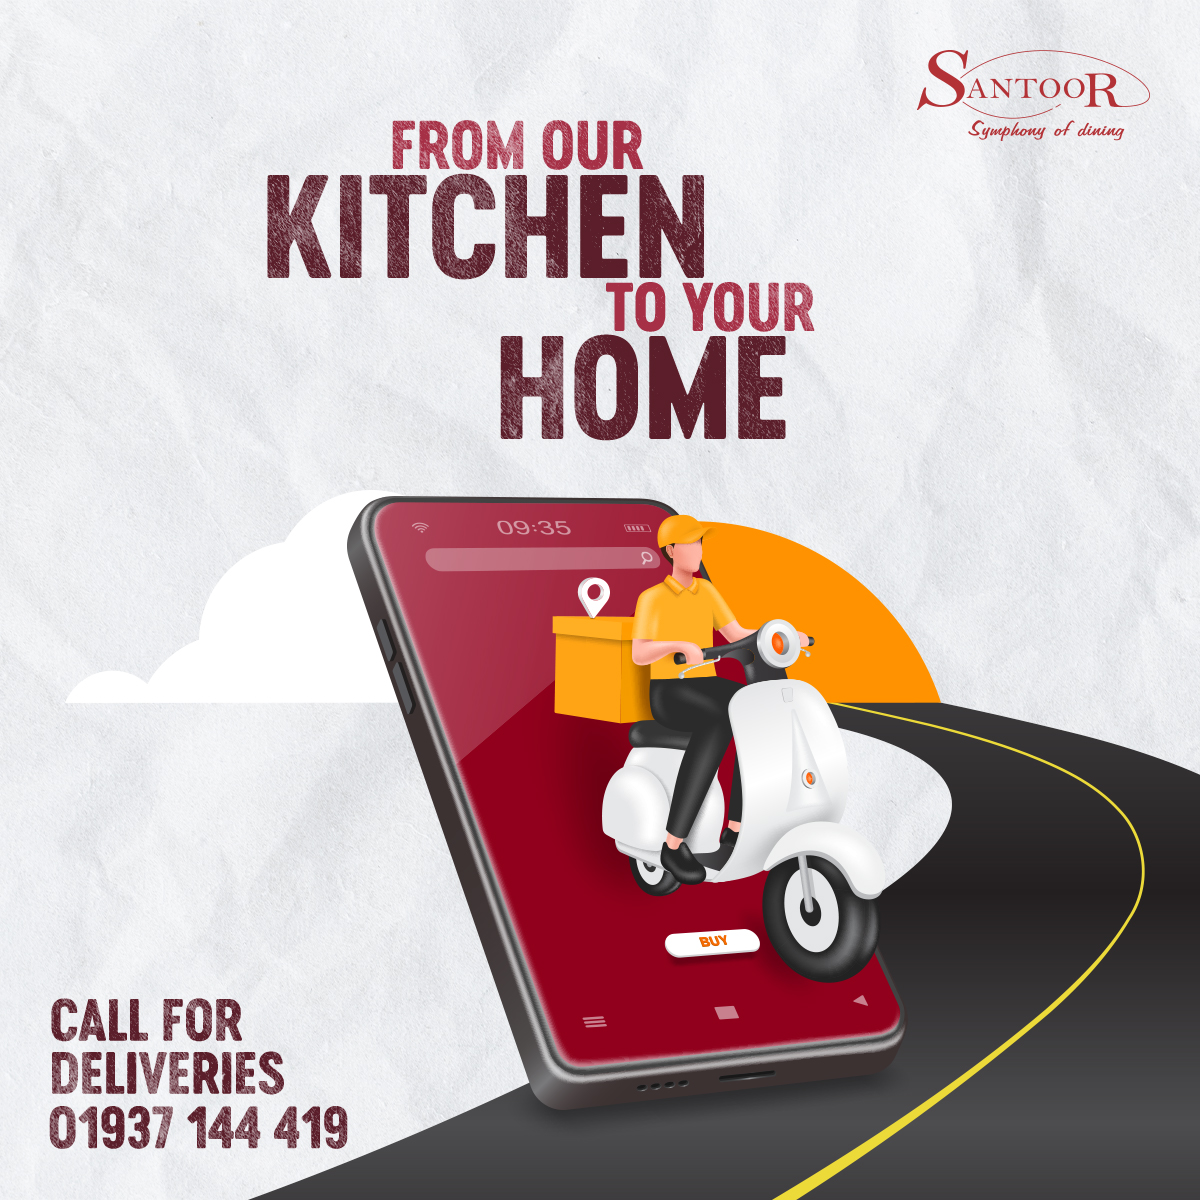 SANTOOR
Symphony of dining
FROM OUR
KITCHEN
TO YOUR
HOME
09:35
BUY
CALL FOR
DELIVERIES
01937 144 419